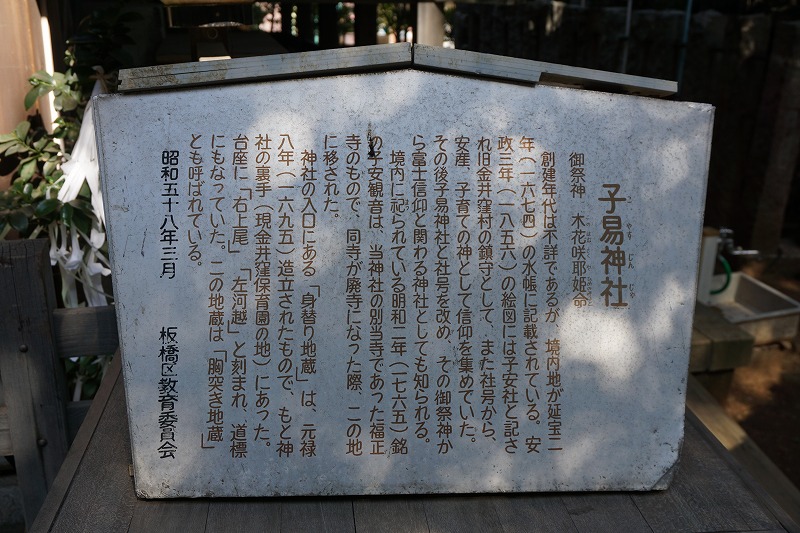 子易神社
こやすじんじゃ
御祭神　木花咲耶姫命
創建年代は不詳であるが、境内地が延宝二
年（一六七四）の水帳に記載されている。安
政三年（一八五六）の絵図には子安社と記さ
れ旧金井窪村の鎮守として、また社号から、
安産、子育ての神として信仰を集めていた。
その後子易神社と社号を改め、その御祭神か
ら富士信仰と関わる神社としても知られる。
境内に祀られている明和二年（一七六五）銘
の子安観音は、当神社の別当寺であった福正
寺のもので、同寺が廃寺になった際、この地
に移された。
神社の入口にある「身替り地蔵」は、元禄
八年（一六九五）造立されたもので、もと神
社の裏手（現金井窪保育園の地）にあった。
台座に「右上尾」「左河越」と刻まれ、道標
にもなっていた。この地蔵は「胸突き地蔵」
とも呼ばれている。
昭和五十八年三月　板橋区教育委員会